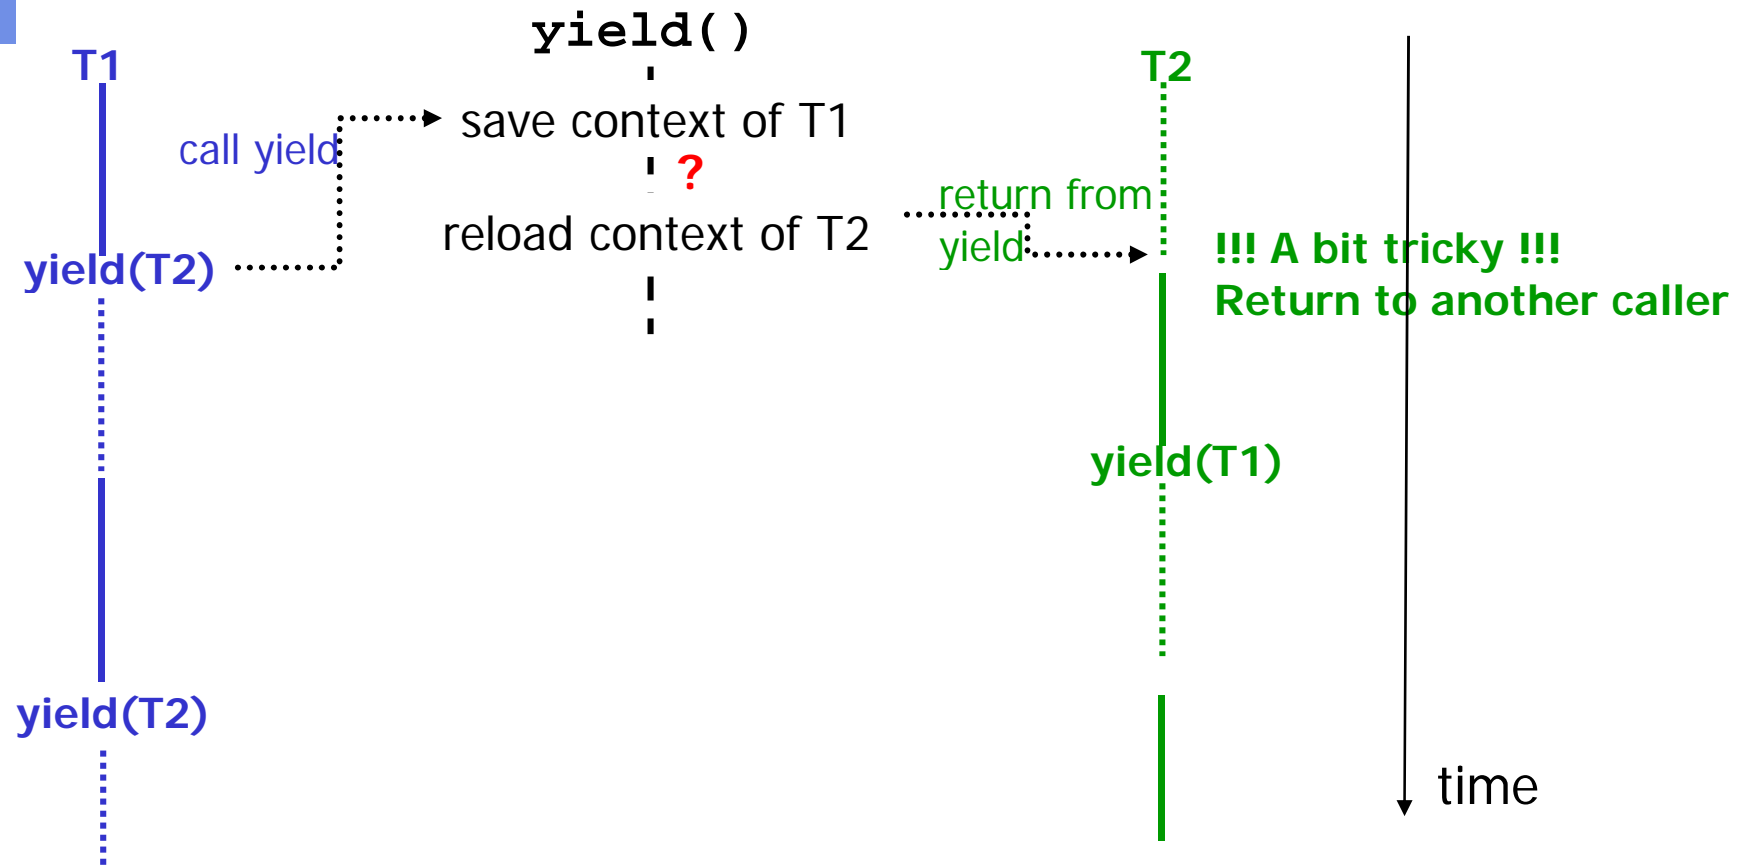 yield()
T1
T2
save context of T1
call yield
?
return from
reload context of T2
yield
!!! A bit tricky !!!
yield(T2)
Return to another caller
yield(T1)
yield(T2)
time